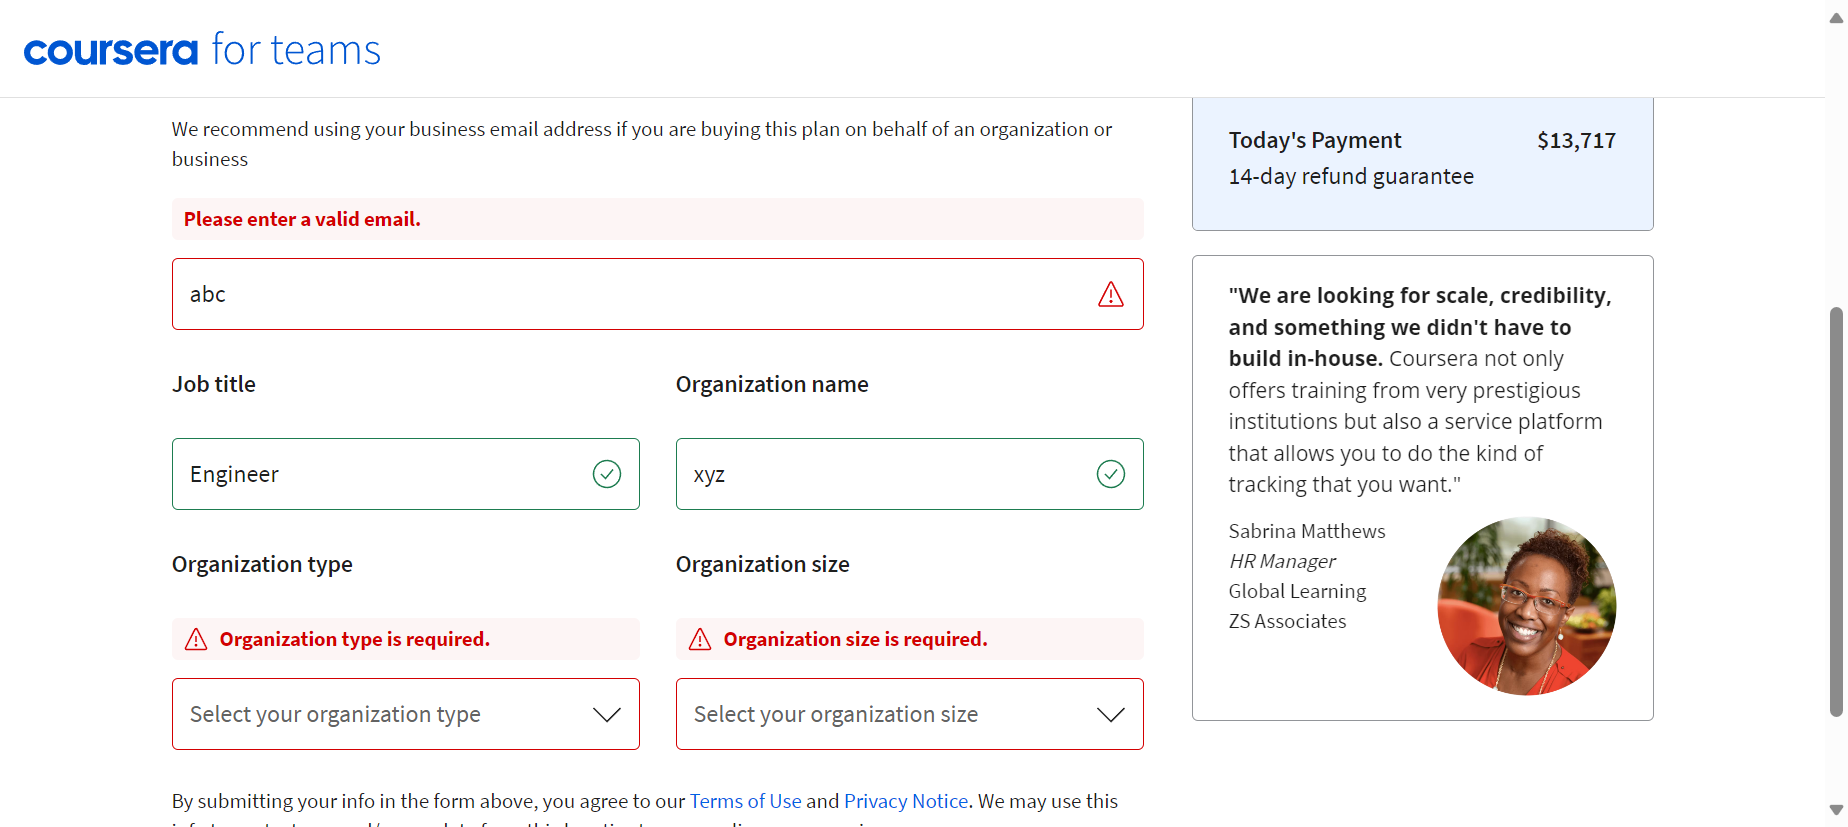 coursera for teams
We recommend using your business email address if you are buying this plan on behalf of an organization or
business
Please enter a valid email.
abc
Job title
Organization name
Engineer
xyz
Organization type
Organization size
Organization type is required.
Organization size is required.
Select your organization type
Select your organization size
By submitting your info in the form above, you agree to our Terms of Use and Privacy Notice. We may use this
Today's Payment $13,717
14-day refund guarantee
"We are looking for scale, credibility,
and something we didn't have to
build in-house. Coursera not only
offers training from very prestigious
institutions but also a service platform
that allows you to do the kind of
tracking that you want."
Sabrina Matthews
HR Manager
Global Learning
ZS Associates